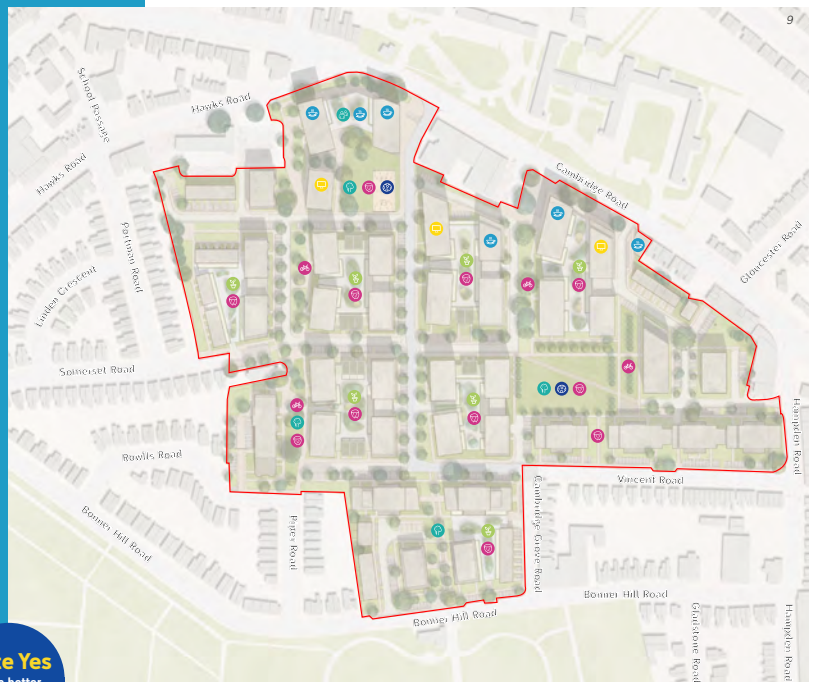 9
School Passage
Hawks Road
Hawks Road
Cambridge Road
Portman Road
Gloucester Road
Linden Crescent
Somerset Road
Hampden Road
Rowlls Road
Vincent Road
Bonner Hill Road
Piper Road
Cambridge Grove Road
Bonner Hill Road
Bonner Hill Road
Gladstone Road
Hampden Road
Yes
better